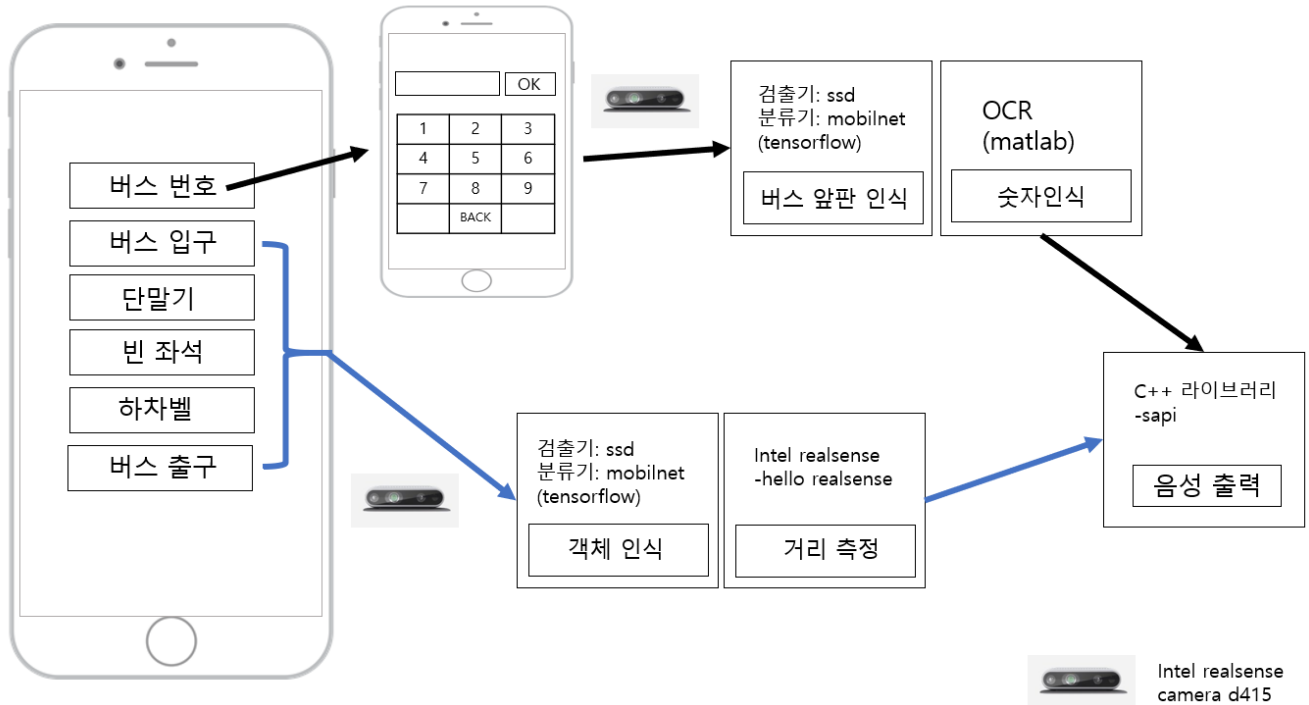 버스 번호
버스 입구
단말기
빈 좌석
하차벨
버스 출구
OK
1 2 3
4 5 6
7 8 9
BACK
검출기: ssd
분류기: mobilnet
(tensorflow)
버스 앞판 인식
OCR
(matlab)
숫자인식
검출기: ssd
분류기: mobilnet
(tensorflow)
객체 인식
Intel realsense
-hello realsense
거리 측정
C++ 라이브러리
-sapi
음성 출력
Intel realsense
camera d415